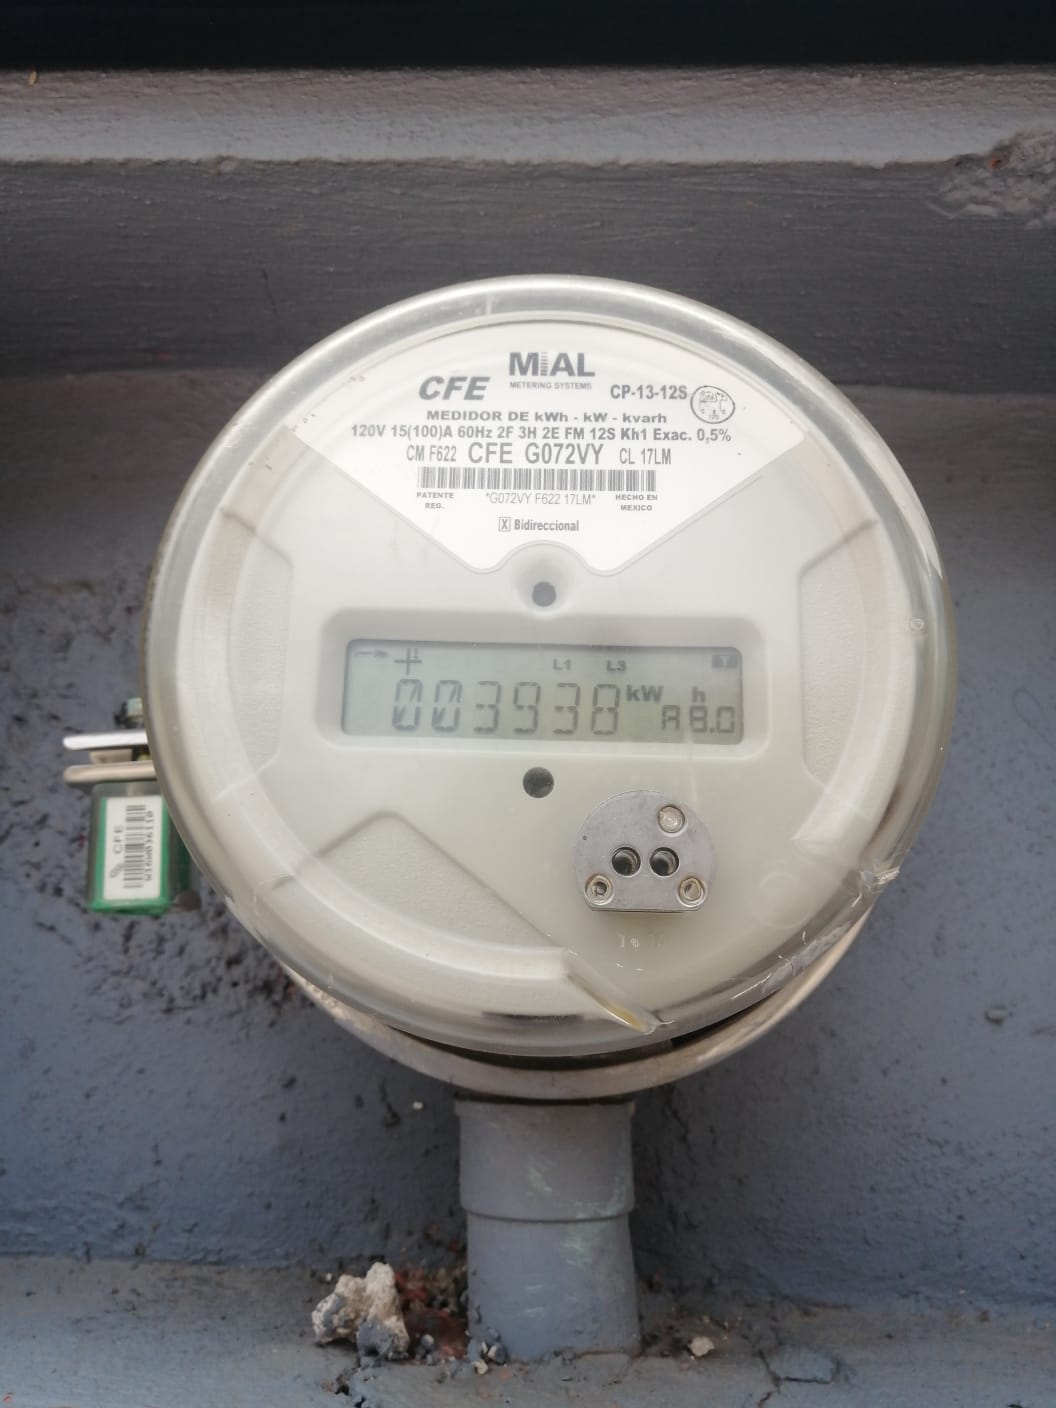 MIAL
METERING SYSTEMS
CFE
CP-13-12S
MEDIDOR DE kWh - kW - kvarh
120V 15(100)A 60Hz 2F 3H 2E FM 12S Kh1 Exac. 0,5%
CM F622 CFE G072VY CL 17LM
PATENTE REG.
*G072VY F622 17LM*
HECHO EN MEXICO
X Bidireccional
L1 L3
003938 kW h
A8.0
CFE